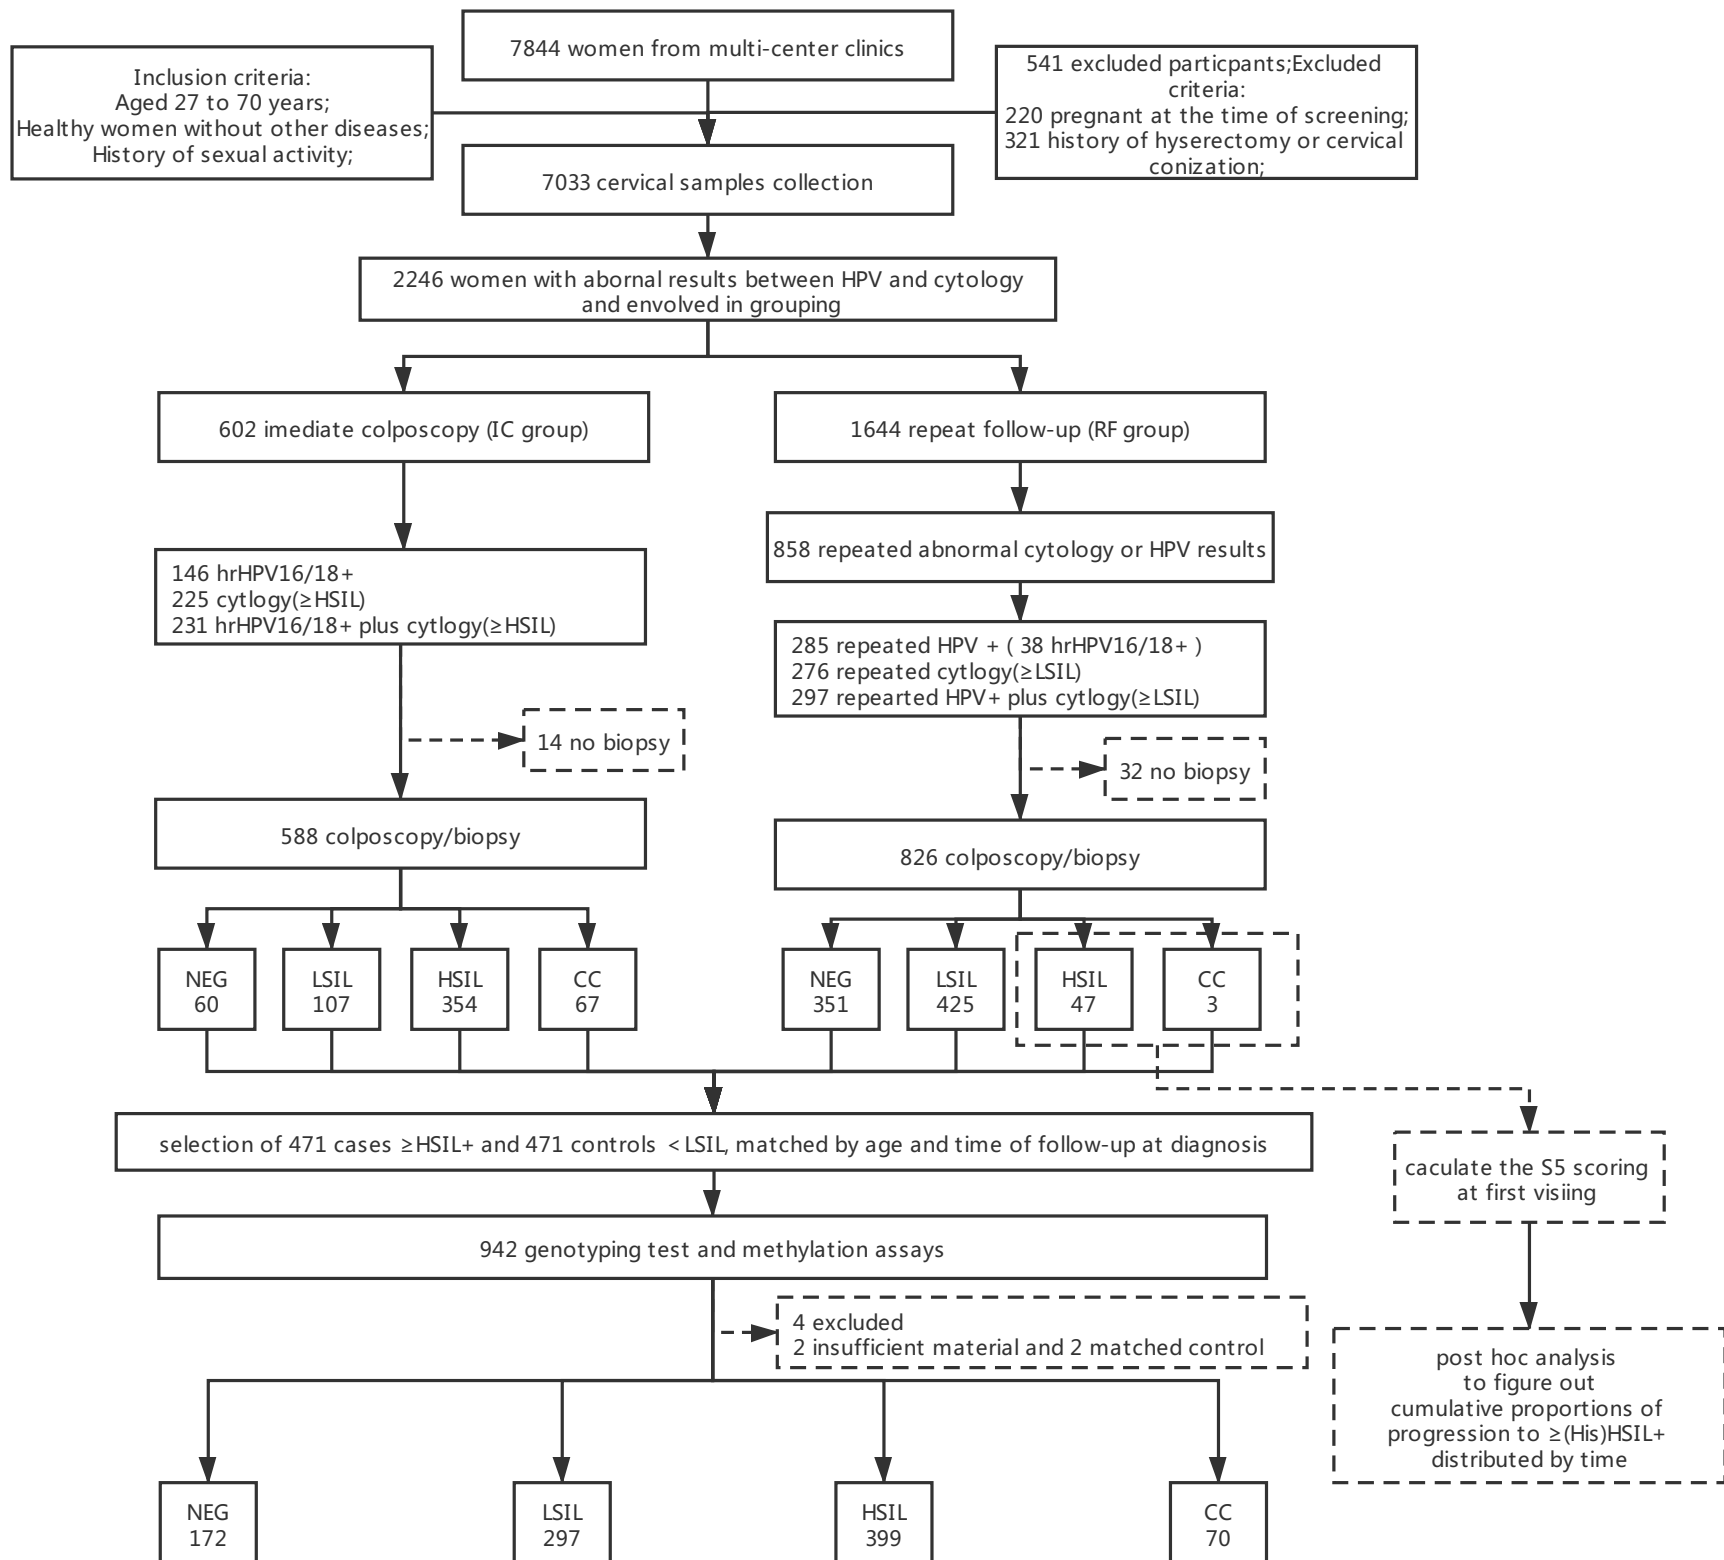 7844 women from multi-center clinics
Inclusion criteria:
Aged 27 to 70 years;
Healthy women without other diseases;
History of sexual activity;
541 excluded particpants;Excluded
criteria:
220 pregnant at the time of screening;
321 history of hyserectomy or cervical
conization;
7033 cervical samples collection
2246 women with abornal results between HPV and cytology
and envolved in grouping
602 imediate colposcopy (IC group)
1644 repeat follow-up (RF group)
858 repeated abnormal cytology or HPV results
146 hrHPV16/18+
225 cytlogy(≥HSIL)
231 hrHPV16/18+ plus cytlogy(≥HSIL)
285 repeated HPV + ( 38 hrHPV16/18+ )
276 repeated cytlogy(≥LSIL)
297 repearted HPV+ plus cytlogy(≥LSIL)
14 no biopsy
32 no biopsy
588 colposcopy/biopsy
826 colposcopy/biopsy
NEG
60
LSIL
107
HSIL
354
CC
67
NEG
351
LSIL
425
HSIL
47
CC
3
selection of 471 cases ≥HSIL+ and 471 controls <LSIL, matched by age and time of follow-up at diagnosis
caculate the S5 scoring
at first visiing
942 genotyping test and methylation assays
4 excluded
2 insufficient material and 2 matched control
post hoc analysis
to figure out
cumulative proportions of
progression to ≥(His)HSIL+
distributed by time
NEG
172
LSIL
297
HSIL
399
CC
70